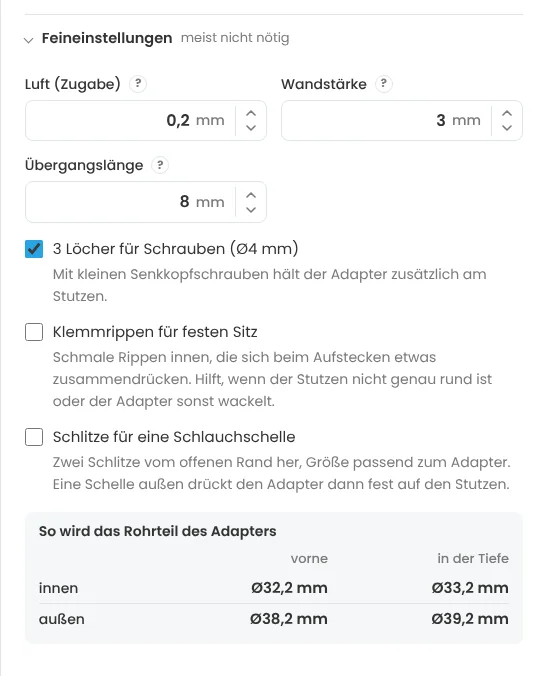 Feineinstellungen meist nicht nötig
Luft (Zugabe) ? Wandstärke ?
0,2 mm 3 mm
Übergangslänge ?
8 mm
3 Löcher für Schrauben (Ø4 mm)
Mit kleinen Senkkopfschrauben hält der Adapter zusätzlich am
Stutzen.
Klemmrippen für festen Sitz
Schmale Rippen innen, die sich beim Aufstecken etwas
zusammendrücken. Hilft, wenn der Stutzen nicht genau rund ist
oder der Adapter sonst wackelt.
Schlitze für eine Schlauchschelle
Zwei Schlitze vom offenen Rand her, Größe passend zum Adapter.
Eine Schelle außen drückt den Adapter dann fest auf den Stutzen.
So wird das Rohrteil des Adapters
vorne in der Tiefe
innen Ø32,2 mm Ø33,2 mm
außen Ø38,2 mm Ø39,2 mm